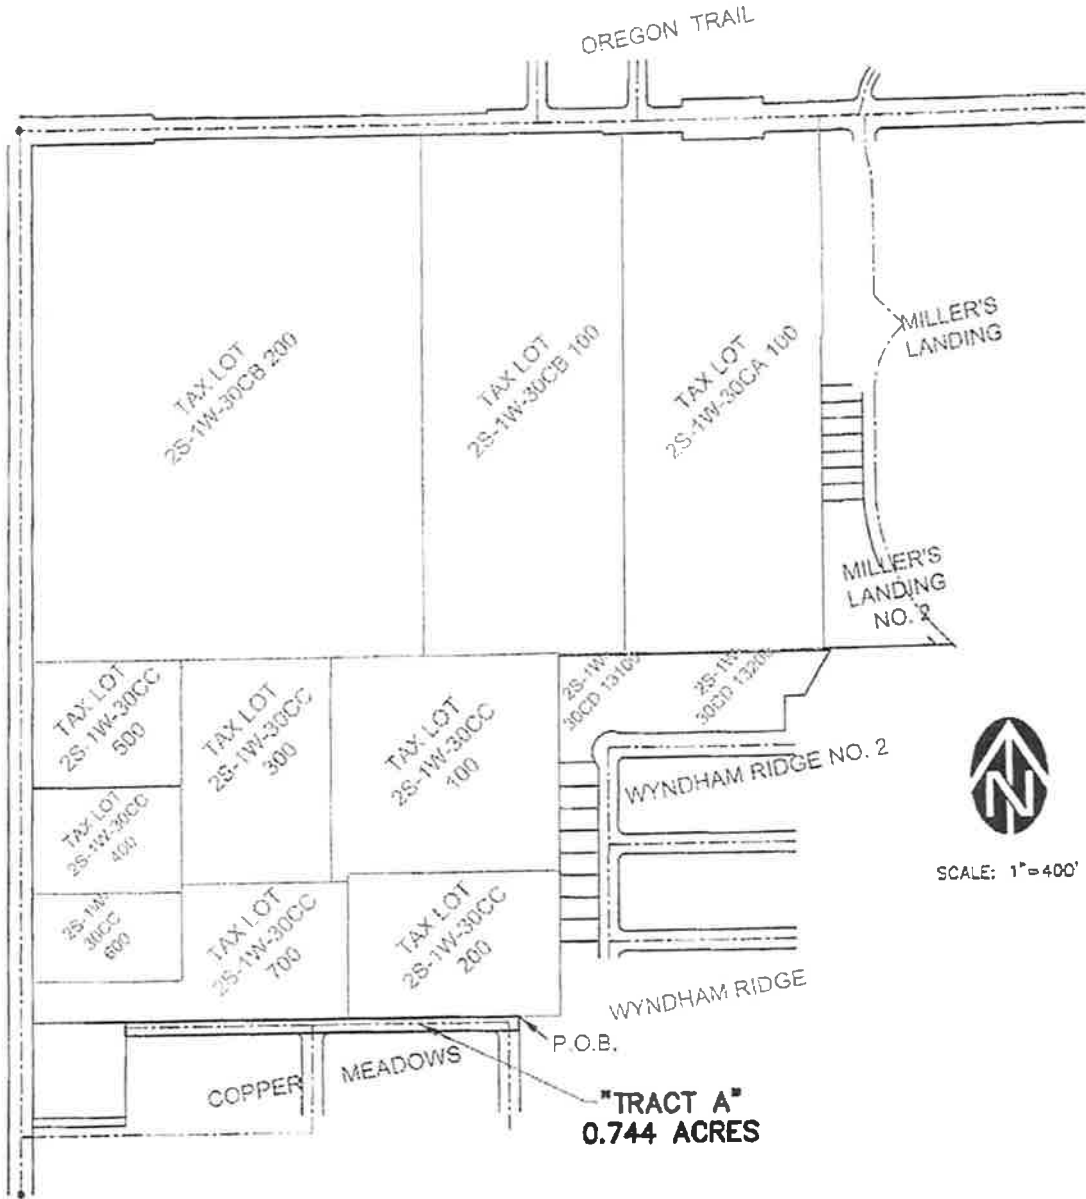 OREGON TRAIL
TAX LOT
2S-1W-30CB 200
TAX LOT
2S-1W-30CB 100
TAX LOT
2S-1W-30CA 100
MILLER'S
LANDING
MILLER'S
LANDING
NO. 2
TAX LOT
2S-1W-30CC
500
TAX LOT
2S-1W-30CC
300
TAX LOT
2S-1W-30CC
100
2S-1W-
30CD 13100
2S-1W-
30CD 13200
TAX LOT
2S-1W-30CC
400
WYNDHAM RIDGE NO. 2
N
SCALE: 1"=400'
2S-1W-
30CC
600
TAX LOT
2S-1W-30CC
700
TAX LOT
2S-1W-30CC
200
WYNDHAM RIDGE
P.O.B.
COPPER MEADOWS
"TRACT A"
0.744 ACRES